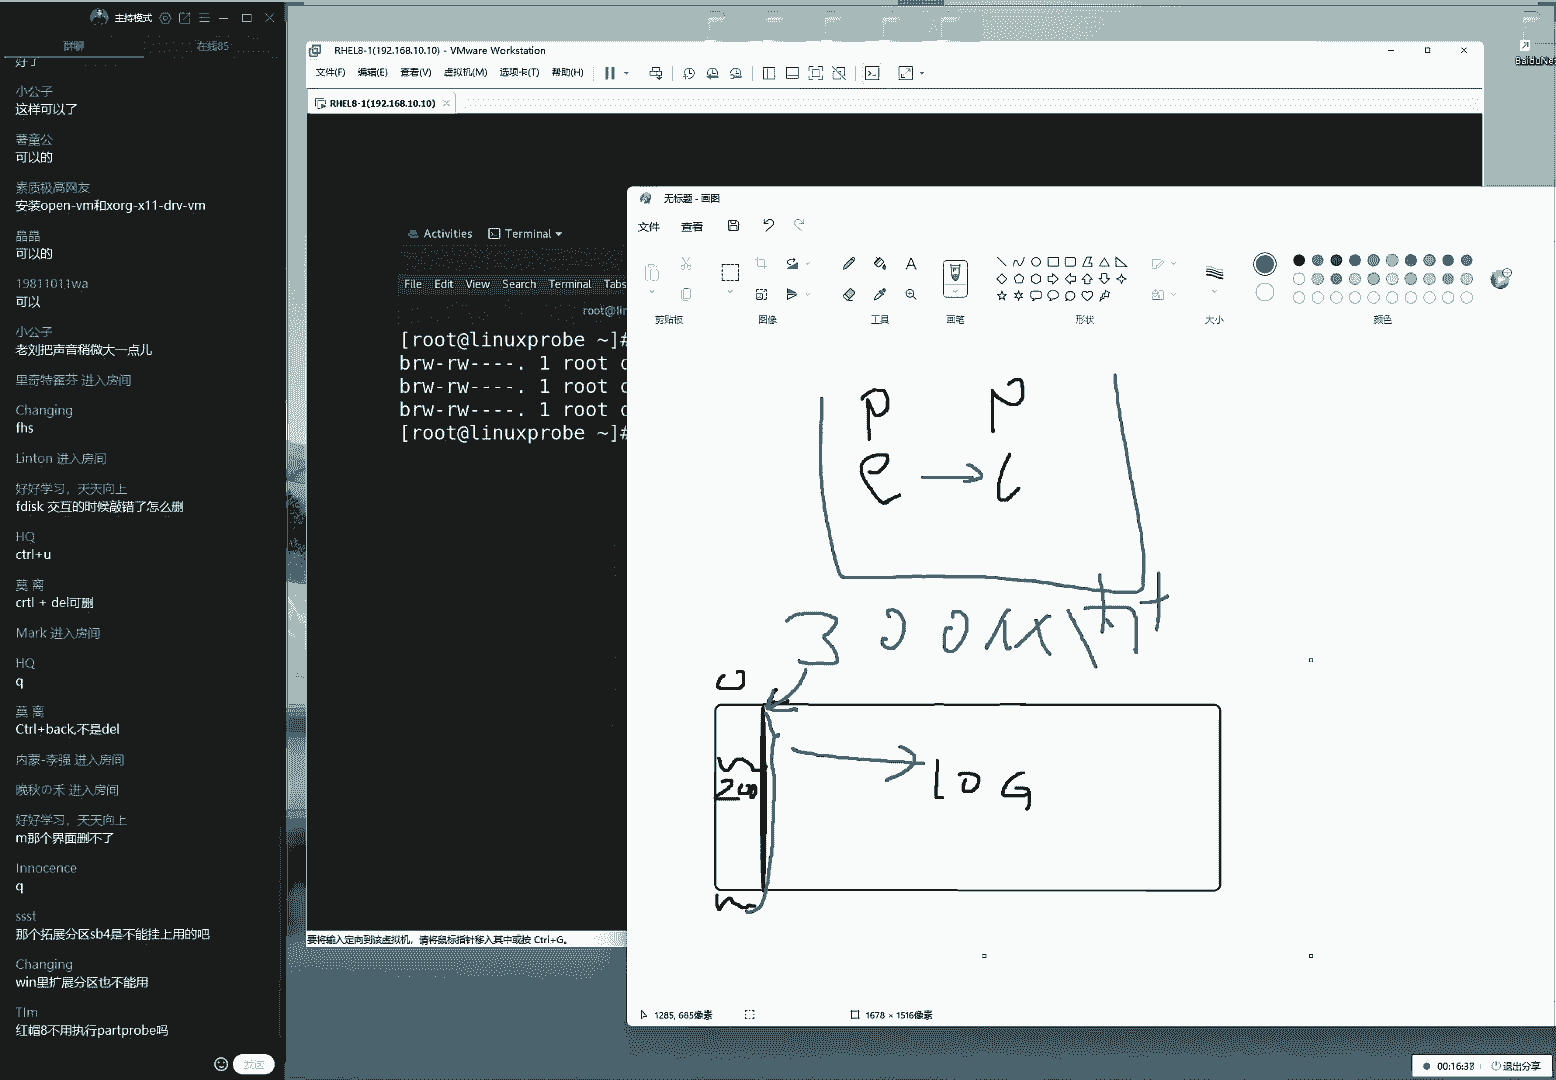 主持模式
群聊
在线85
好了
小公子
这样可以了
薯童公
可以的
素质极高网友
安装open-vm和xorg-x11-drv-vm
晶晶
可以的
19811011wa
可以
小公子
老刘把声音稍微大一点儿
里奇特霍芬 进入房间
Changing
fhs
Linton 进入房间
好好学习，天天向上
fdisk 交互的时候敲错了怎么删
HQ
ctrl+u
莫 离
crtl + del可删
Mark 进入房间
HQ
q
莫 离
Ctrl+back,不是del
内蒙-李强 进入房间
晚秋の禾 进入房间
好好学习，天天向上
m那个界面删不了
Innocence
q
ssst
那个拓展分区sb4是不能挂上用的吧
Changing
win里扩展分区也不能用
TIm
红帽8不用执行partprobe吗
发送
RHEL8-1(192.168.10.10) - VMware Workstation
文件(F) 编辑(E) 查看(V) 虚拟机(M) 选项卡(T) 帮助(H)
RHEL8-1(192.168.10.10)
Activities Terminal
File Edit View Search Terminal Tabs
root@lin
[root@linuxprobe ~]#
brw-rw----. 1 root
brw-rw----. 1 root
brw-rw----. 1 root
[root@linuxprobe ~]#
要将输入定向到该虚拟机，请将鼠标指针移入其中或按 Ctrl+G。
无标题 - 画图
文件 查看
剪贴板 图像 工具 画笔 形状 大小 颜色
P P
e L
300M
200
10G
1285, 685像素
1678 × 1516像素
BaiduNe
00:16:38
退出分享